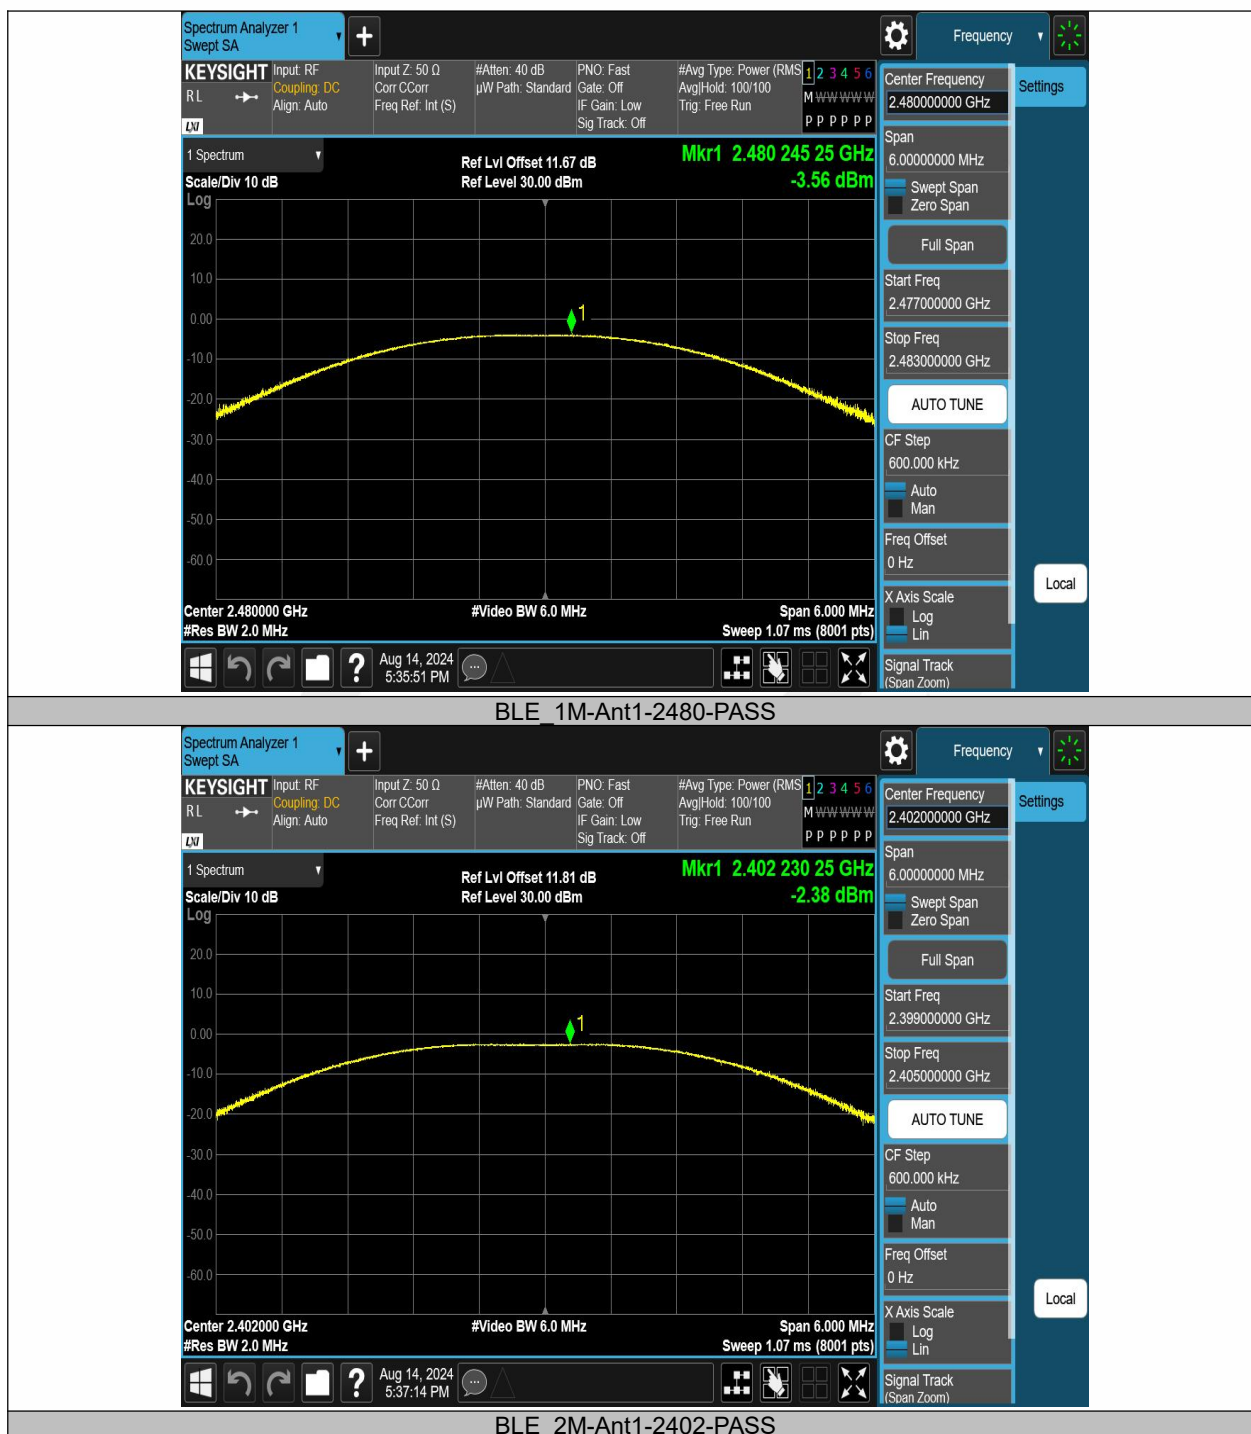 Spectrum Analyzer 1
Swept SA
+
Frequency
KEYSIGHT
R L
LXI
Input: RF
Coupling: DC
Align: Auto
Input Z: 50 Ω
Corr CCorr
Freq Ref: Int (S)
#Atten: 40 dB
µW Path: Standard
PNO: Fast
Gate: Off
IF Gain: Low
Sig Track: Off
#Avg Type: Power (RMS
Avg|Hold: 100/100
Trig: Free Run
1 2 3 4 5 6
M W W W W W
P P P P P P
1 Spectrum
Scale/Div 10 dB
Log
Ref Lvl Offset 11.67 dB
Ref Level 30.00 dBm
Mkr1 2.480 245 25 GHz
-3.56 dBm
20.0
10.0
0.00
-10.0
-20.0
-30.0
-40.0
-50.0
-60.0
1
Center 2.480000 GHz
#Res BW 2.0 MHz
#Video BW 6.0 MHz
Span 6.000 MHz
Sweep 1.07 ms (8001 pts)
Aug 14, 2024
5:35:51 PM
Center Frequency
2.480000000 GHz
Settings
Span
6.00000000 MHz
Swept Span
Zero Span
Full Span
Start Freq
2.477000000 GHz
Stop Freq
2.483000000 GHz
AUTO TUNE
CF Step
600.000 kHz
Auto
Man
Freq Offset
0 Hz
X Axis Scale
Log
Lin
Local
Signal Track
(Span Zoom)
BLE_1M-Ant1-2480-PASS
Spectrum Analyzer 1
Swept SA
+
Frequency
KEYSIGHT
R L
LXI
Input: RF
Coupling: DC
Align: Auto
Input Z: 50 Ω
Corr CCorr
Freq Ref: Int (S)
#Atten: 40 dB
µW Path: Standard
PNO: Fast
Gate: Off
IF Gain: Low
Sig Track: Off
#Avg Type: Power (RMS
Avg|Hold: 100/100
Trig: Free Run
1 2 3 4 5 6
M W W W W W
P P P P P P
1 Spectrum
Scale/Div 10 dB
Log
Ref Lvl Offset 11.81 dB
Ref Level 30.00 dBm
Mkr1 2.402 230 25 GHz
-2.38 dBm
20.0
10.0
0.00
-10.0
-20.0
-30.0
-40.0
-50.0
-60.0
1
Center 2.402000 GHz
#Res BW 2.0 MHz
#Video BW 6.0 MHz
Span 6.000 MHz
Sweep 1.07 ms (8001 pts)
Aug 14, 2024
5:37:14 PM
Center Frequency
2.402000000 GHz
Settings
Span
6.00000000 MHz
Swept Span
Zero Span
Full Span
Start Freq
2.399000000 GHz
Stop Freq
2.405000000 GHz
AUTO TUNE
CF Step
600.000 kHz
Auto
Man
Freq Offset
0 Hz
X Axis Scale
Log
Lin
Local
Signal Track
(Span Zoom)
BLE_2M-Ant1-2402-PASS